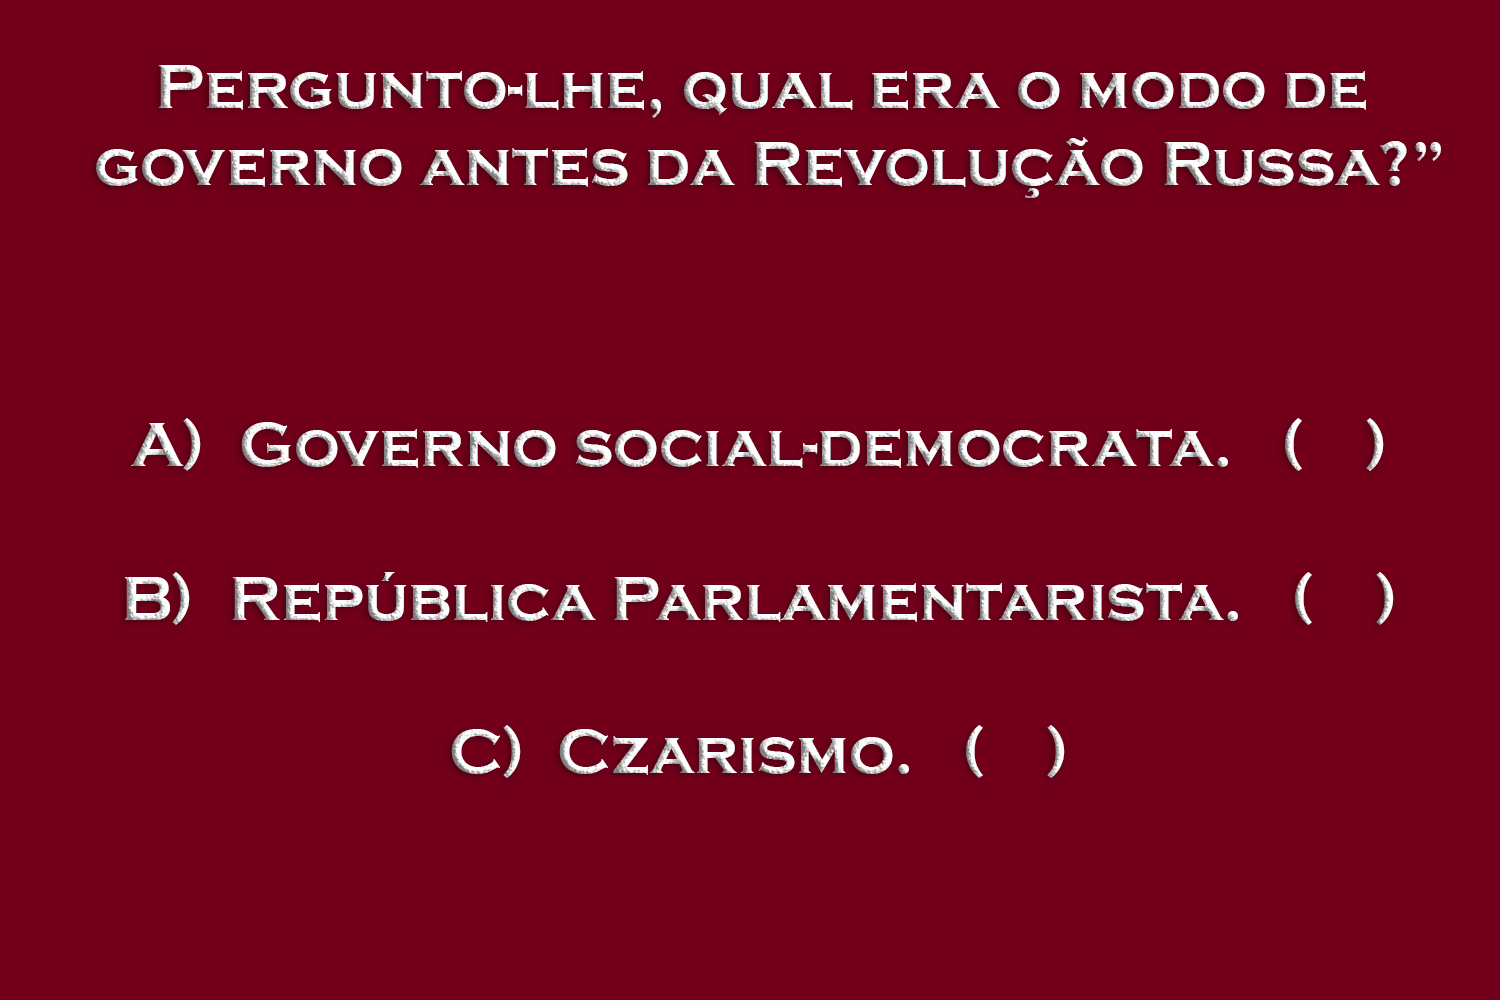 Pergunto-lhe, qual era o modo de
governo antes da Revolução Russa?”
A) Governo social-democrata. ( )
B) República Parlamentarista. ( )
C) Czarismo. ( )